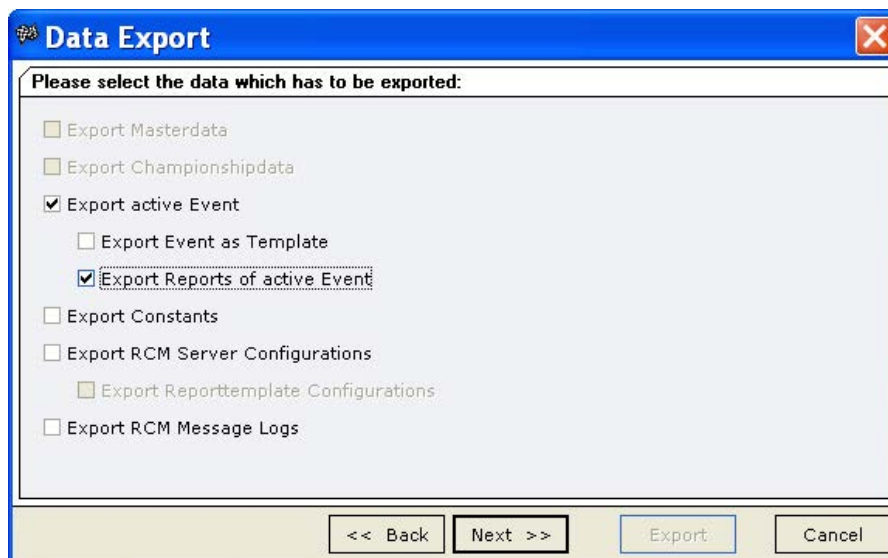 Data Export
Please select the data which has to be exported:
Export Masterdata
Export Championshipdata
Export active Event
Export Event as Template
Export Reports of active Event
Export Constants
Export RCM Server Configurations
Export Reporttemplate Configurations
Export RCM Message Logs
<< Back Next >> Export Cancel